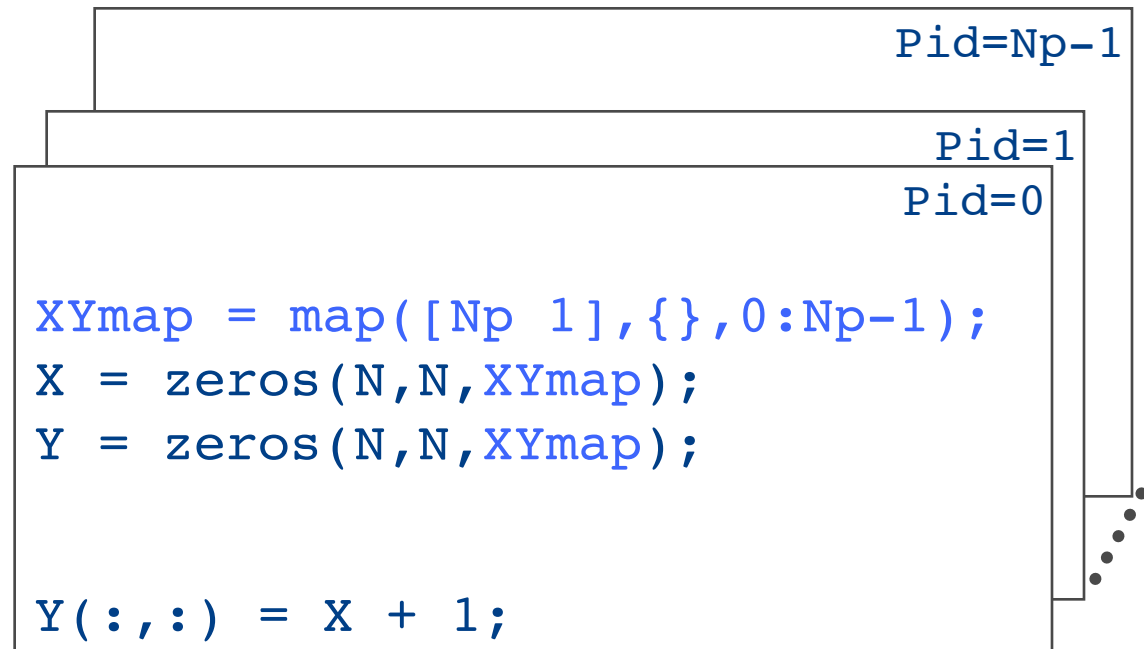 Pid=Np-1
Pid=1
Pid=0
XYmap = map([Np 1],{},0:Np-1);
X = zeros(N,N,XYmap);
Y = zeros(N,N,XYmap);
Y(:,:) = X + 1;